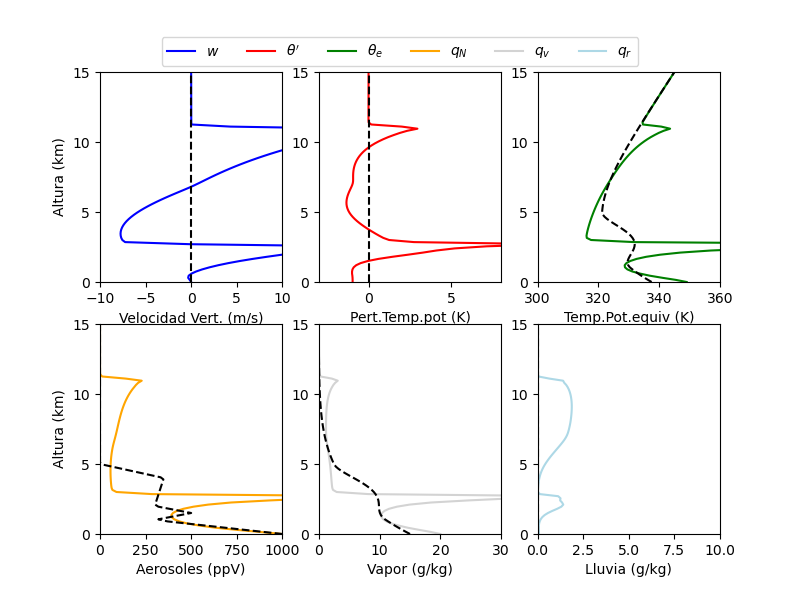 w θ′ θe qN qv qr
15
10
5
0
Altura (km)
−10 −5 0 5 10
Velocidad Vert. (m/s)
15
10
5
0
0 5
Pert.Temp.pot (K)
15
10
5
0
300 320 340 360
Temp.Pot.equiv (K)
15
10
5
0
Altura (km)
0 250 500 750 1000
Aerosoles (ppV)
15
10
5
0
0 10 20 30
Vapor (g/kg)
15
10
5
0
0.0 2.5 5.0 7.5 10.0
Lluvia (g/kg)